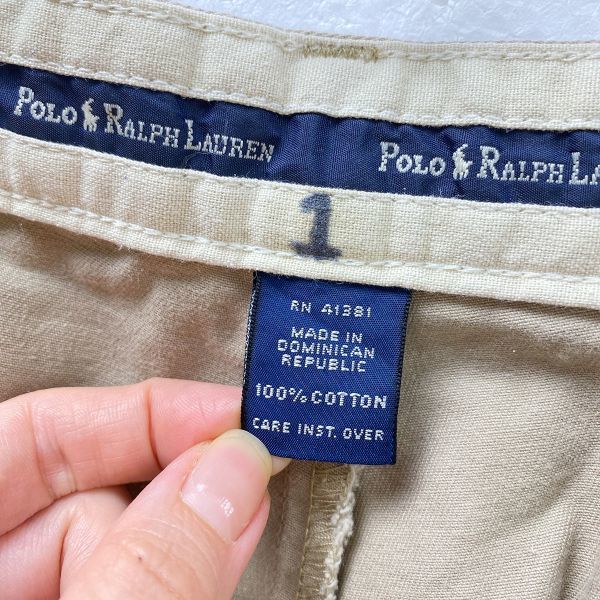 POLO RALPH LAUREN POLO RALPH LA
1
RN 41381
MADE IN
DOMINICAN
REPUBLIC
100% COTTON
CARE INST. OVER